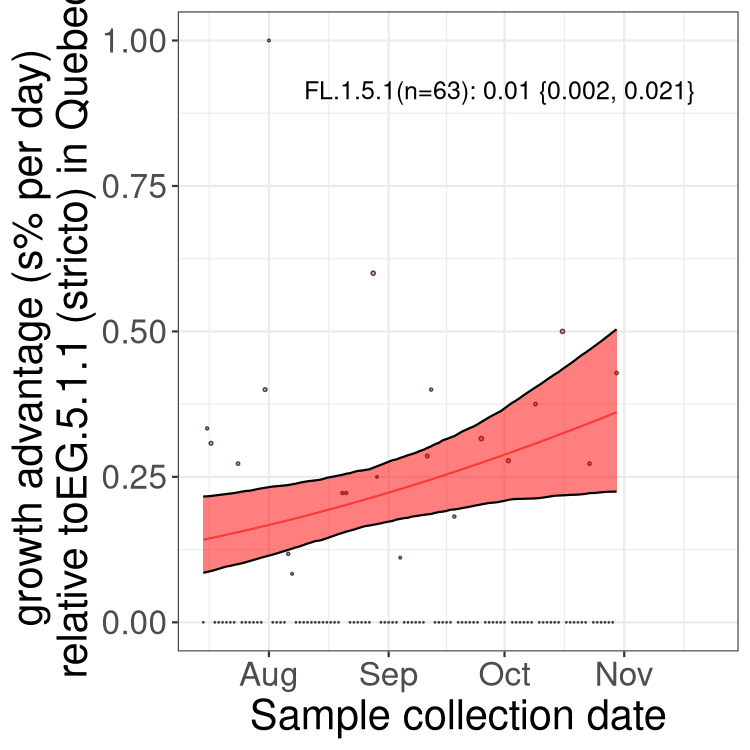 growth advantage (s% per day)
relative toEG.5.1.1 (stricto) in Quebec
1.00
0.75
0.50
0.25
0.00
FL.1.5.1(n=63): 0.01 {0.002, 0.021}
Aug Sep Oct Nov
Sample collection date